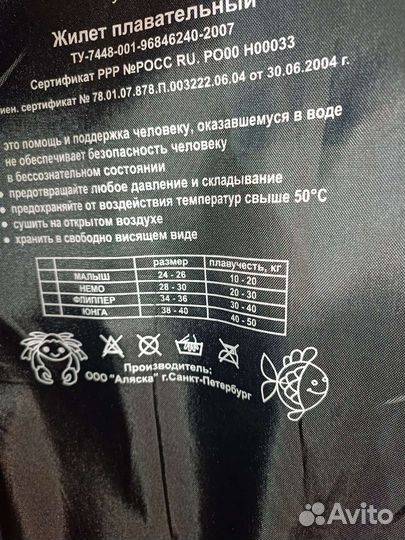 Жилет плавательный
ТУ-7448-001-96846240-2007
Сертификат РРР №РОСС RU. РО00 Н00033
иен. сертификат № 78.01.07.878.П.003222.06.04 от 30.06.2004 г.
это помощь и поддержка человеку, оказавшемуся в воде
не обеспечивает безопасность человеку
в бессознательном состоянии
• предотвращайте любое давление и складывание
• предохраняйте от воздействия температур свыше 50°С
• сушить на открытом воздухе
• хранить в свободно висящем виде
размер плавучесть, кг
МАЛЫШ 24 - 26 10 - 20
НЕМО 28 - 30 20 - 30
ФЛИППЕР 34 - 36 30 - 40
ЮНГА 38 - 40 40 - 50
Производитель:
ООО "Аляска" г.Санкт-Петербург
Avito